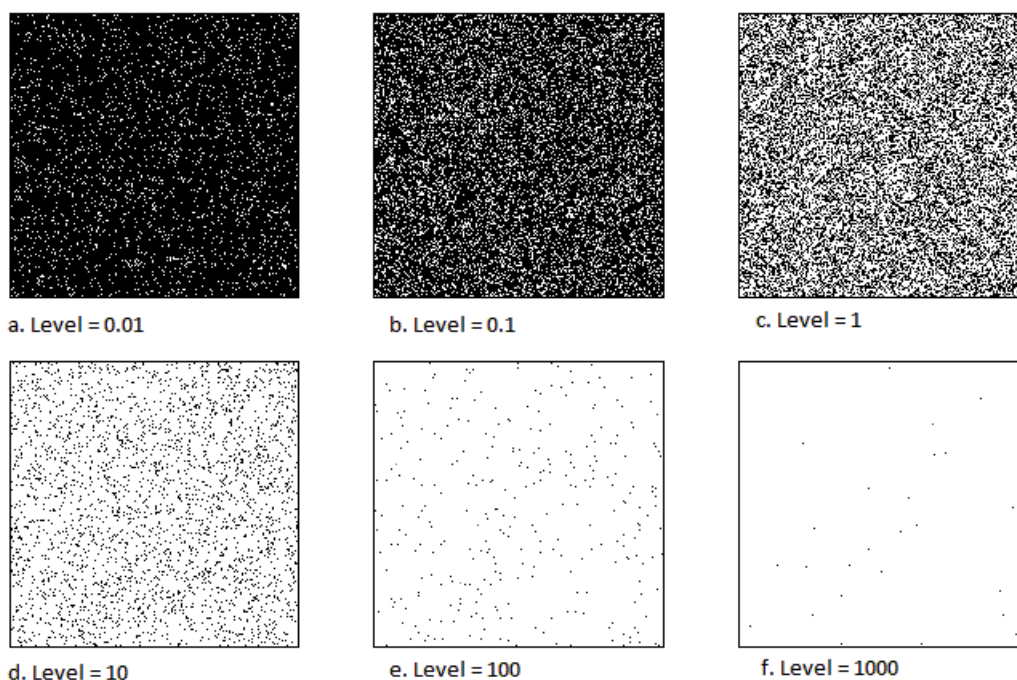 a. Level = 0.01
b. Level = 0.1
c. Level = 1
d. Level = 10
e. Level = 100
f. Level = 1000